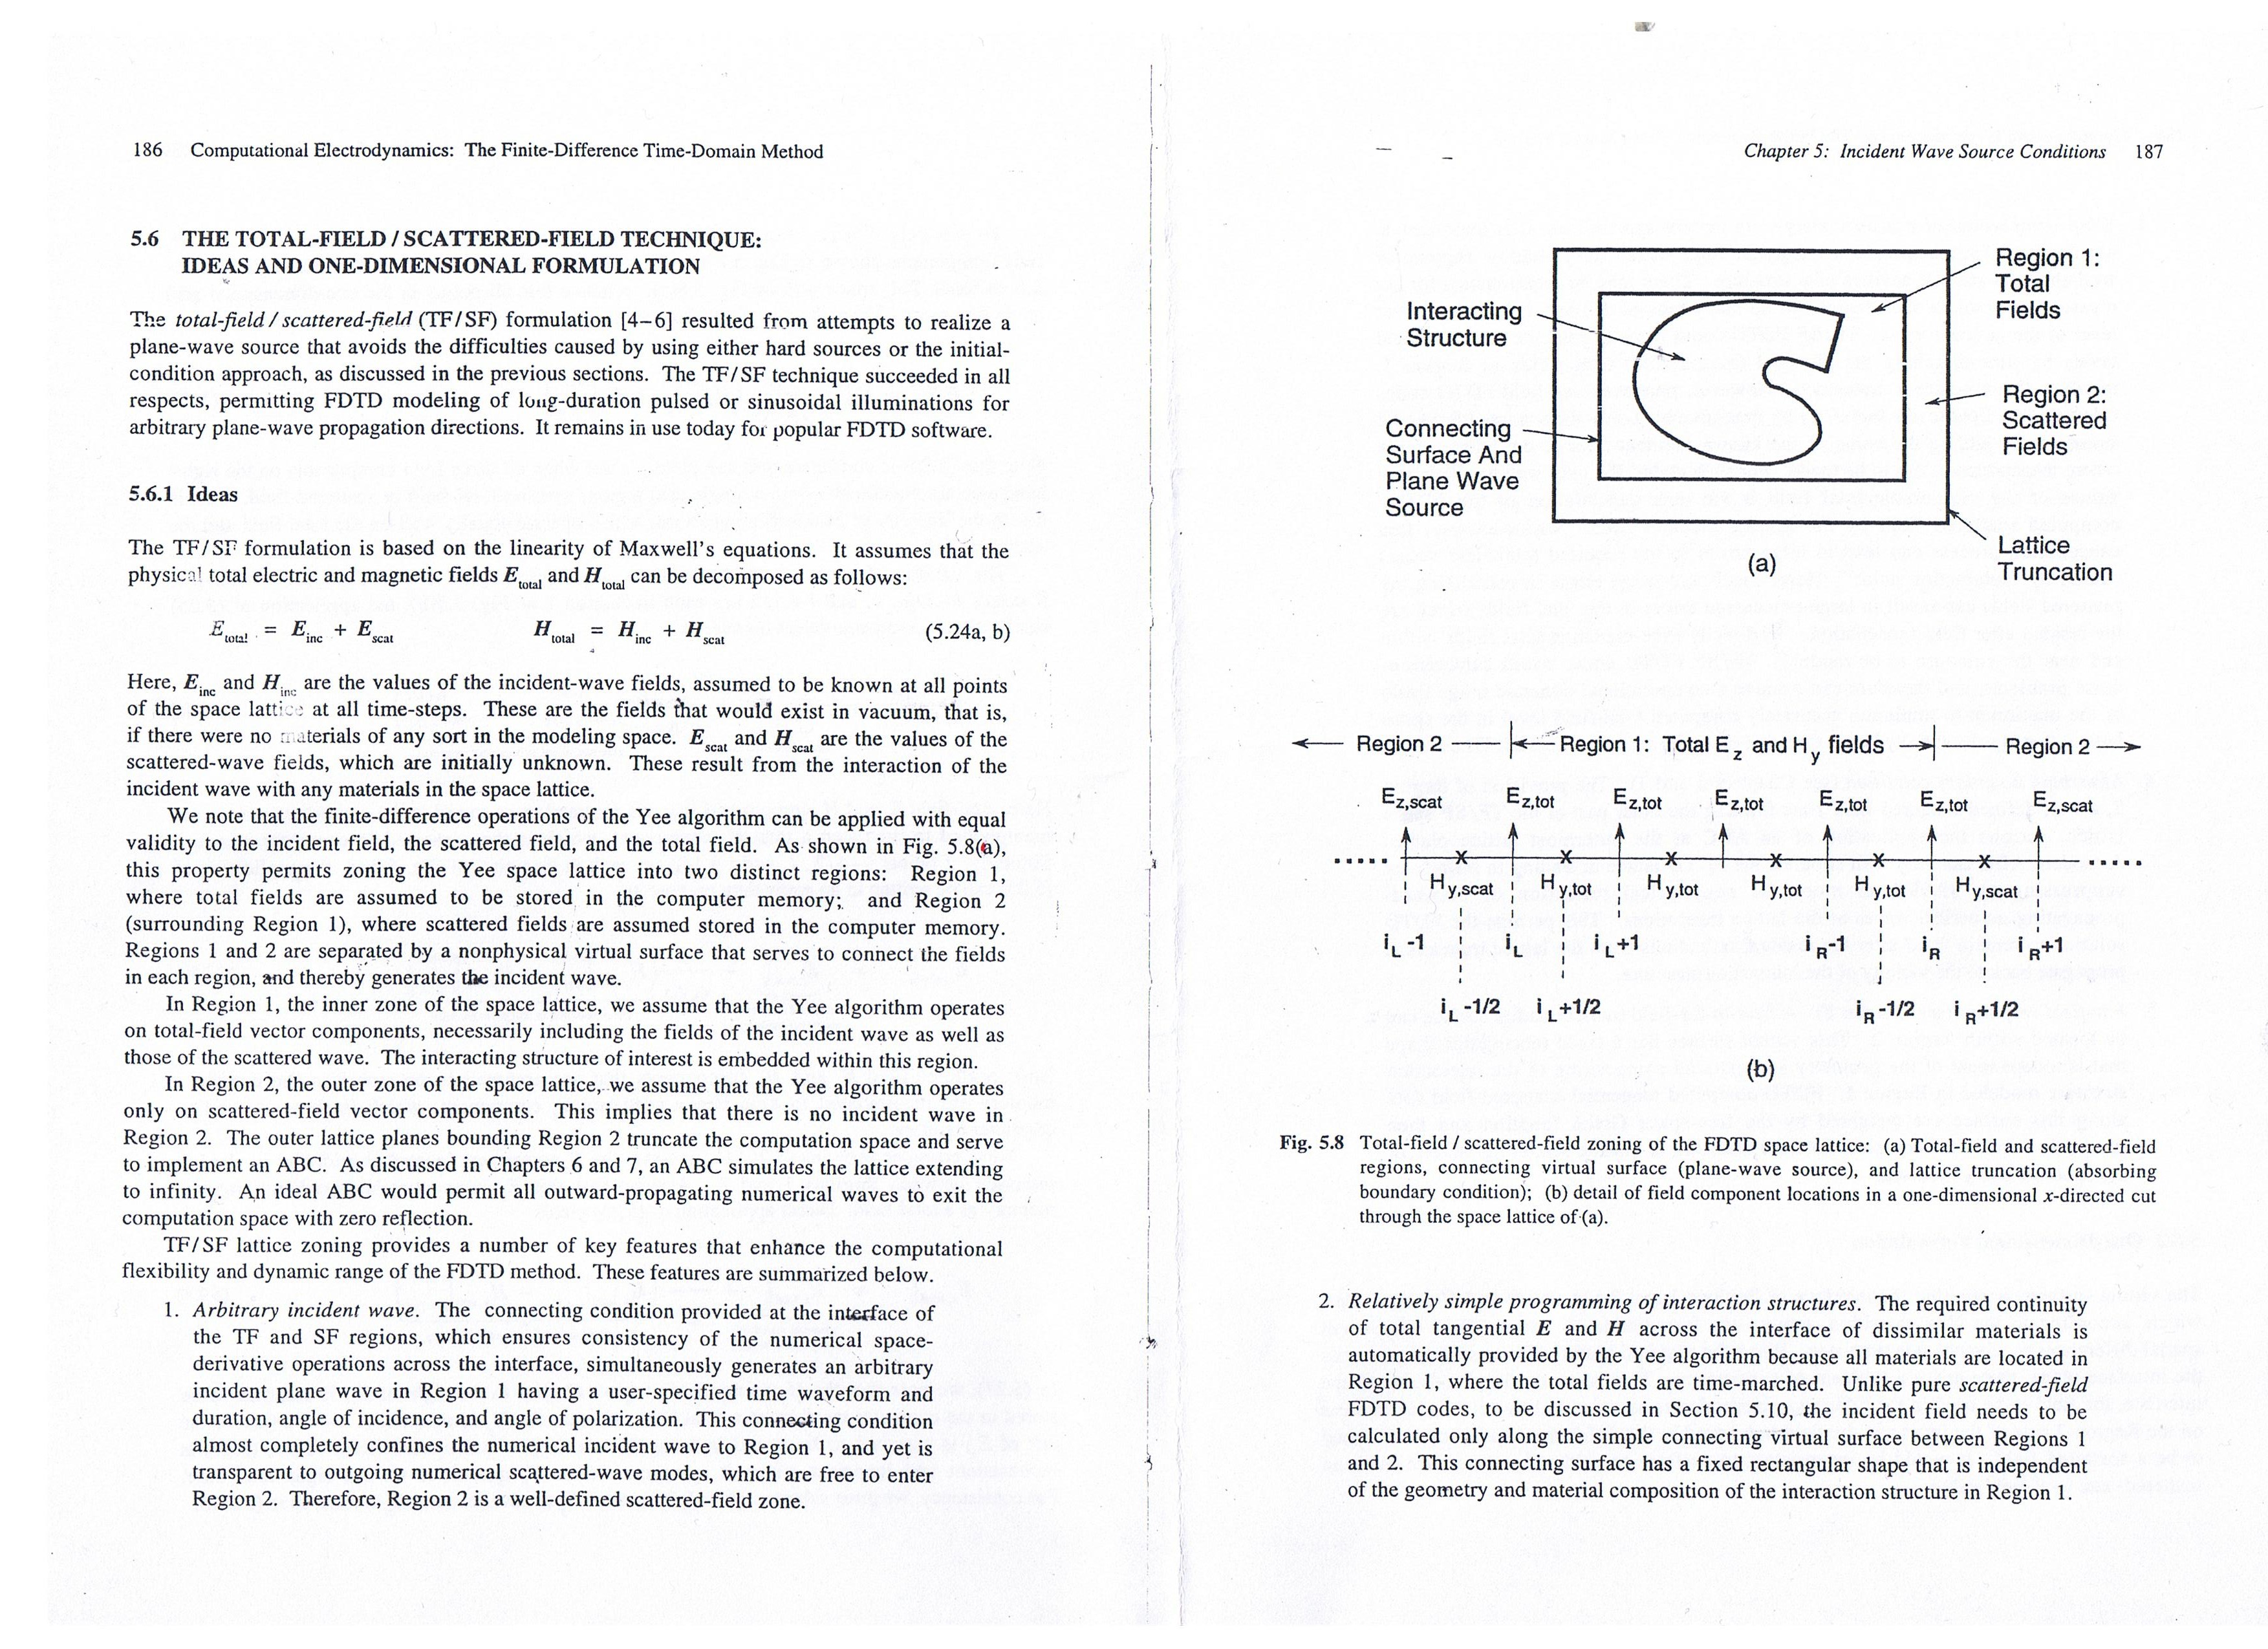 186 Computational Electrodynamics: The Finite-Difference Time-Domain Method
5.6 THE TOTAL-FIELD / SCATTERED-FIELD TECHNIQUE:
IDEAS AND ONE-DIMENSIONAL FORMULATION
The total-field / scattered-field (TF/SF) formulation [4–6] resulted from attempts to realize a
plane-wave source that avoids the difficulties caused by using either hard sources or the initial-
condition approach, as discussed in the previous sections. The TF/SF technique succeeded in all
respects, permitting FDTD modeling of long-duration pulsed or sinusoidal illuminations for
arbitrary plane-wave propagation directions. It remains in use today for popular FDTD software.
5.6.1 Ideas
The TF/SF formulation is based on the linearity of Maxwell's equations. It assumes that the
physical total electric and magnetic fields E_total and H_total can be decomposed as follows:
E_total = E_inc + E_scat H_total = H_inc + H_scat (5.24a, b)
Here, E_inc and H_inc are the values of the incident-wave fields, assumed to be known at all points
of the space lattice at all time-steps. These are the fields that would exist in vacuum, that is,
if there were no materials of any sort in the modeling space. E_scat and H_scat are the values of the
scattered-wave fields, which are initially unknown. These result from the interaction of the
incident wave with any materials in the space lattice.
We note that the finite-difference operations of the Yee algorithm can be applied with equal
validity to the incident field, the scattered field, and the total field. As shown in Fig. 5.8(a),
this property permits zoning the Yee space lattice into two distinct regions: Region 1,
where total fields are assumed to be stored in the computer memory; and Region 2
(surrounding Region 1), where scattered fields are assumed stored in the computer memory.
Regions 1 and 2 are separated by a nonphysical virtual surface that serves to connect the fields
in each region, and thereby generates the incident wave.
In Region 1, the inner zone of the space lattice, we assume that the Yee algorithm operates
on total-field vector components, necessarily including the fields of the incident wave as well as
those of the scattered wave. The interacting structure of interest is embedded within this region.
In Region 2, the outer zone of the space lattice, we assume that the Yee algorithm operates
only on scattered-field vector components. This implies that there is no incident wave in
Region 2. The outer lattice planes bounding Region 2 truncate the computation space and serve
to implement an ABC. As discussed in Chapters 6 and 7, an ABC simulates the lattice extending
to infinity. An ideal ABC would permit all outward-propagating numerical waves to exit the
computation space with zero reflection.
TF/SF lattice zoning provides a number of key features that enhance the computational
flexibility and dynamic range of the FDTD method. These features are summarized below.
1. Arbitrary incident wave. The connecting condition provided at the interface of
the TF and SF regions, which ensures consistency of the numerical space-
derivative operations across the interface, simultaneously generates an arbitrary
incident plane wave in Region 1 having a user-specified time waveform and
duration, angle of incidence, and angle of polarization. This connecting condition
almost completely confines the numerical incident wave to Region 1, and yet is
transparent to outgoing numerical scattered-wave modes, which are free to enter
Region 2. Therefore, Region 2 is a well-defined scattered-field zone.
Chapter 5: Incident Wave Source Conditions 187
Region 1:
Total
Fields
Interacting
Structure
Region 2:
Scattered
Fields
Connecting
Surface And
Plane Wave
Source
Lattice
Truncation
(a)
Region 2 Region 1: Total E_z and H_y fields Region 2
E_z,scat E_z,tot E_z,tot E_z,tot E_z,tot E_z,tot E_z,scat
H_y,scat H_y,tot H_y,tot H_y,tot H_y,tot H_y,scat
i_L-1 i_L i_L+1 i_R-1 i_R i_R+1
i_L-1/2 i_L+1/2 i_R-1/2 i_R+1/2
(b)
Fig. 5.8 Total-field / scattered-field zoning of the FDTD space lattice: (a) Total-field and scattered-field
regions, connecting virtual surface (plane-wave source), and lattice truncation (absorbing
boundary condition); (b) detail of field component locations in a one-dimensional x-directed cut
through the space lattice of (a).
2. Relatively simple programming of interaction structures. The required continuity
of total tangential E and H across the interface of dissimilar materials is
automatically provided by the Yee algorithm because all materials are located in
Region 1, where the total fields are time-marched. Unlike pure scattered-field
FDTD codes, to be discussed in Section 5.10, the incident field needs to be
calculated only along the simple connecting virtual surface between Regions 1
and 2. This connecting surface has a fixed rectangular shape that is independent
of the geometry and material composition of the interaction structure in Region 1.